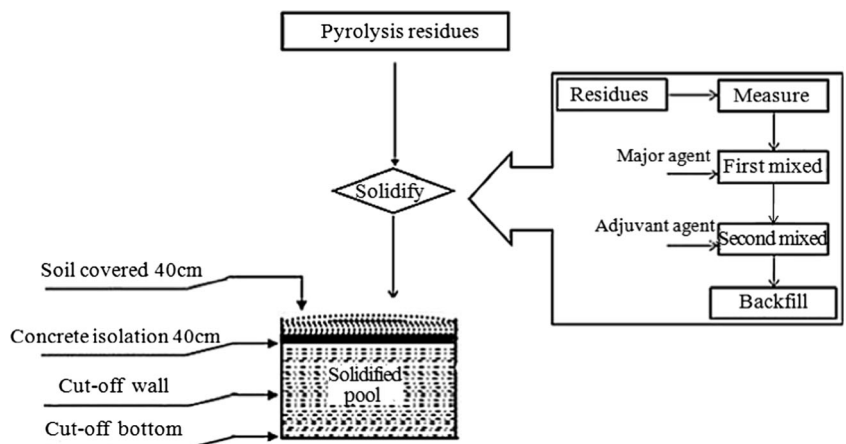 Pyrolysis residues
Residues
Measure
Major agent
First mixed
Solidify
Adjuvant agent
Second mixed
Backfill
Soil covered 40cm
Concrete isolation 40cm
Cut-off wall
Cut-off bottom
Solidified
pool